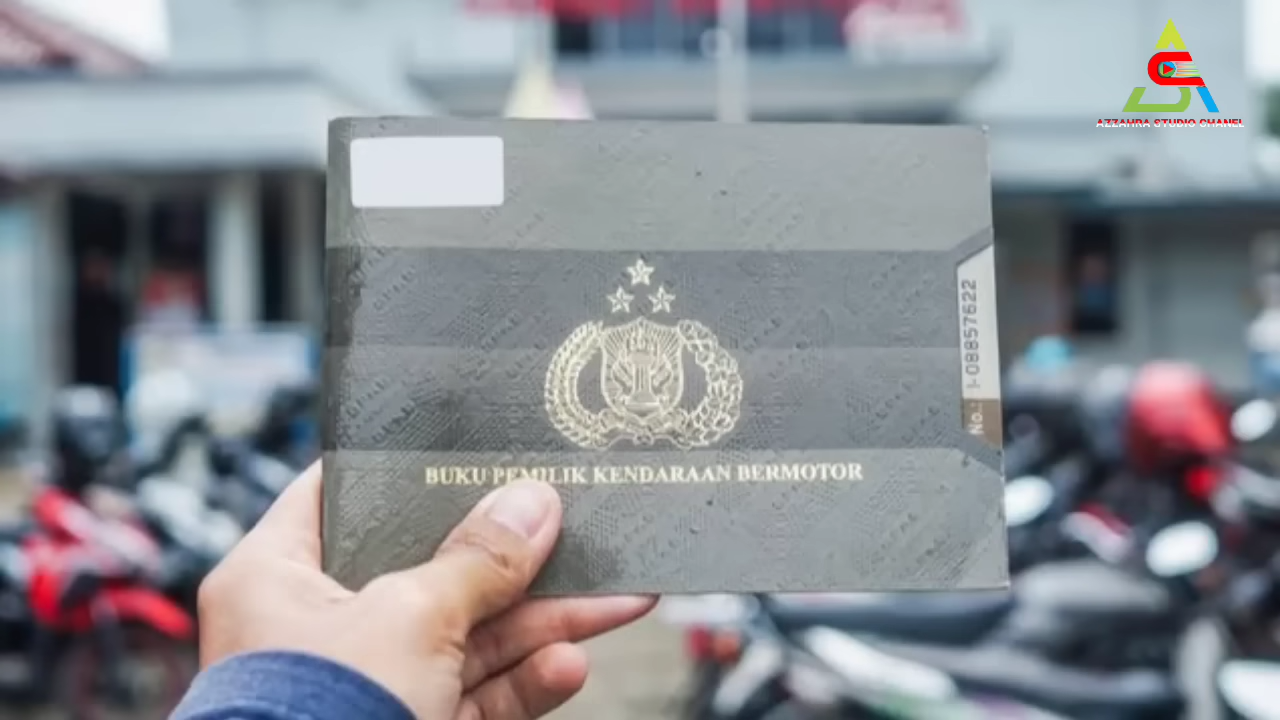 AZZAHRA STUDIO CHANEL
No.: I-08857622
BUKU PEMILIK KENDARAAN BERMOTOR